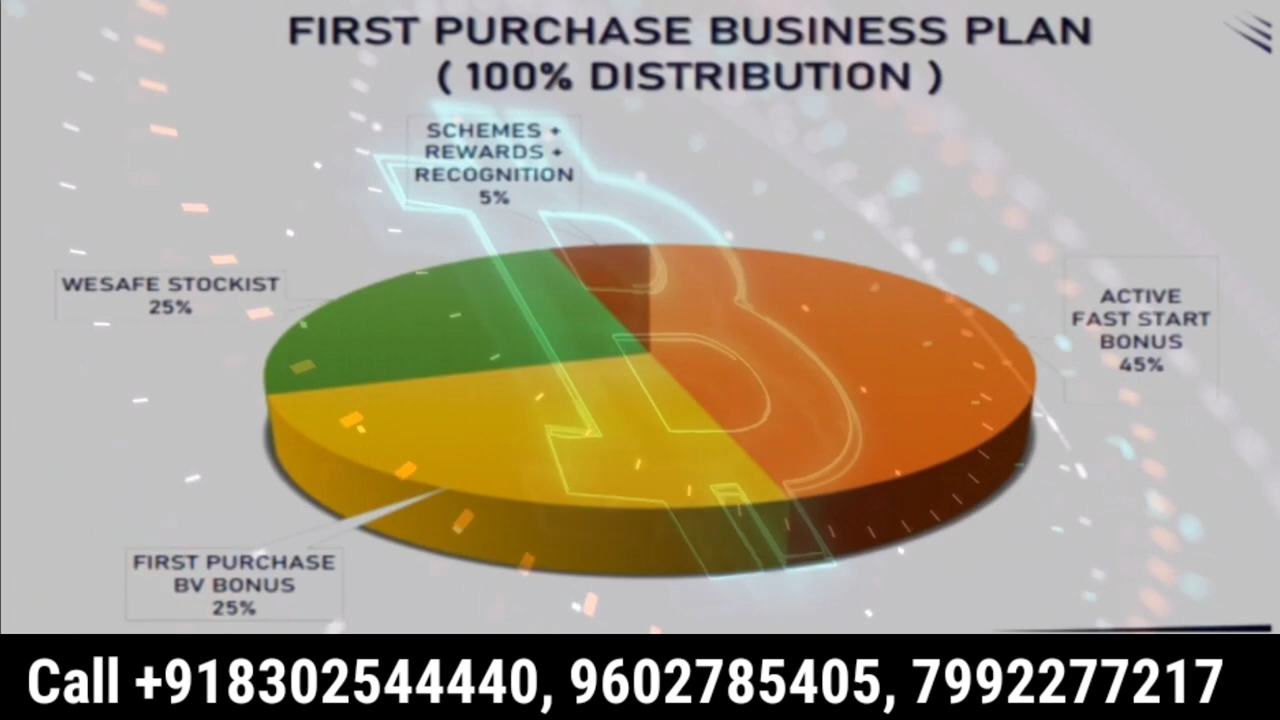 FIRST PURCHASE BUSINESS PLAN
( 100% DISTRIBUTION )
SCHEMES +
REWARDS +
RECOGNITION
5%
WESAFE STOCKIST
25%
ACTIVE
FAST START
BONUS
45%
FIRST PURCHASE
BV BONUS
25%
Call +918302544440, 9602785405, 7992277217